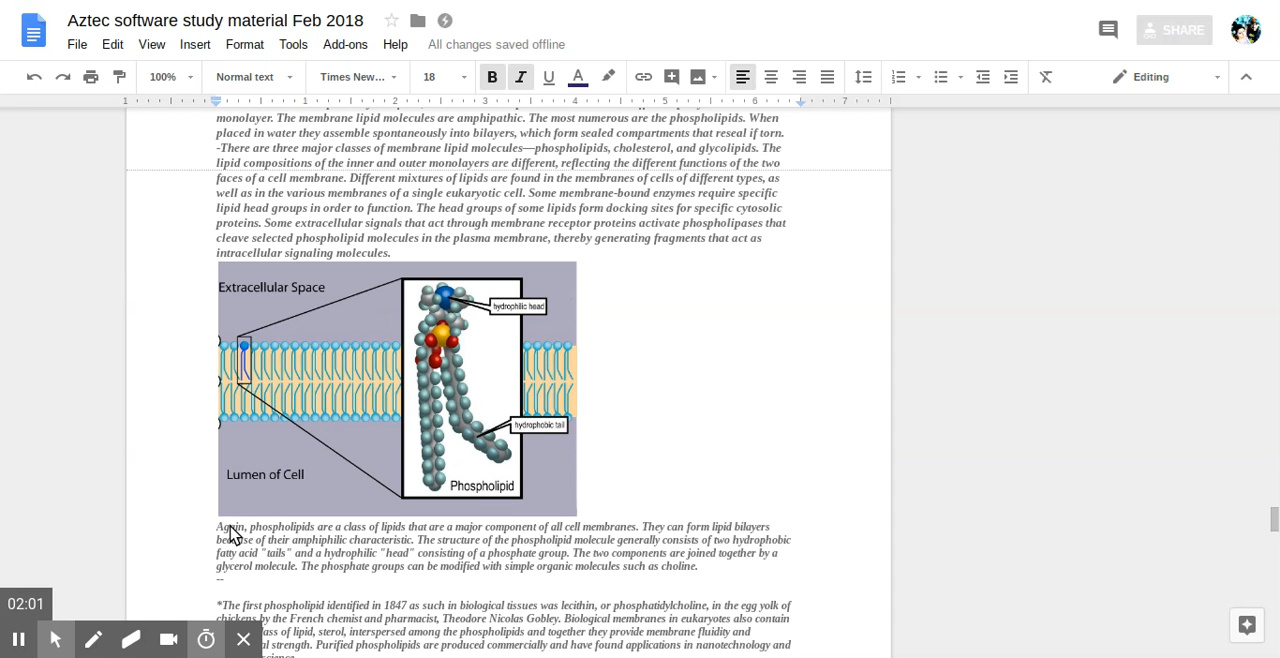 Aztec software study material Feb 2018
SHARE
File Edit View Insert Format Tools Add-ons Help All changes saved offline
100% Normal text Times New... 18 B I U A Editing
1 1 2 3 4 5 6 7
monolayer. The membrane lipid molecules are amphipathic. The most numerous are the phospholipids. When
placed in water they assemble spontaneously into bilayers, which form sealed compartments that reseal if torn.
-There are three major classes of membrane lipid molecules—phospholipids, cholesterol, and glycolipids. The
lipid compositions of the inner and outer monolayers are different, reflecting the different functions of the two
faces of a cell membrane. Different mixtures of lipids are found in the membranes of cells of different types, as
well as in the various membranes of a single eukaryotic cell. Some membrane-bound enzymes require specific
lipid head groups in order to function. The head groups of some lipids form docking sites for specific cytosolic
proteins. Some extracellular signals that act through membrane receptor proteins activate phospholipases that
cleave selected phospholipid molecules in the plasma membrane, thereby generating fragments that act as
intracellular signaling molecules.
Extracellular Space
hydrophilic head
hydrophobic tail
Lumen of Cell
Phospholipid
Again, phospholipids are a class of lipids that are a major component of all cell membranes. They can form lipid bilayers
because of their amphiphilic characteristic. The structure of the phospholipid molecule generally consists of two hydrophobic
fatty acid "tails" and a hydrophilic "head" consisting of a phosphate group. The two components are joined together by a
glycerol molecule. The phosphate groups can be modified with simple organic molecules such as choline.
--
*The first phospholipid identified in 1847 as such in biological tissues was lecithin, or phosphatidylcholine, in the egg yolk of
chickens by the French chemist and pharmacist, Theodore Nicolas Gobley. Biological membranes in eukaryotes also contain
class of lipid, sterol, interspersed among the phospholipids and together they provide membrane fluidity and
strength. Purified phospholipids are produced commercially and have found applications in nanotechnology and
02:01